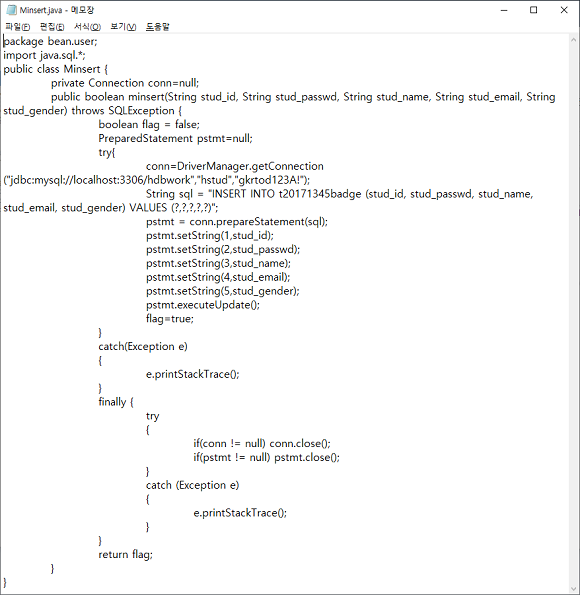 Minsert.java - 메모장
파일(F) 편집(E) 서식(O) 보기(V) 도움말
package bean.user;
import java.sql.*;
public class Minsert {
private Connection conn=null;
public boolean minsert(String stud_id, String stud_passwd, String stud_name, String stud_email, String
stud_gender) throws SQLException {
boolean flag = false;
PreparedStatement pstmt=null;
try{
conn=DriverManager.getConnection
("jdbc:mysql://localhost:3306/hdbwork","hstud","gkrtod123A!");
String sql = "INSERT INTO t20171345badge (stud_id, stud_passwd, stud_name,
stud_email, stud_gender) VALUES (?,?,?,?,?)";
pstmt = conn.prepareStatement(sql);
pstmt.setString(1,stud_id);
pstmt.setString(2,stud_passwd);
pstmt.setString(3,stud_name);
pstmt.setString(4,stud_email);
pstmt.setString(5,stud_gender);
pstmt.executeUpdate();
flag=true;
}
catch(Exception e)
{
e.printStackTrace();
}
finally {
try
{
if(conn != null) conn.close();
if(pstmt != null) pstmt.close();
}
catch (Exception e)
{
e.printStackTrace();
}
}
return flag;
}
}